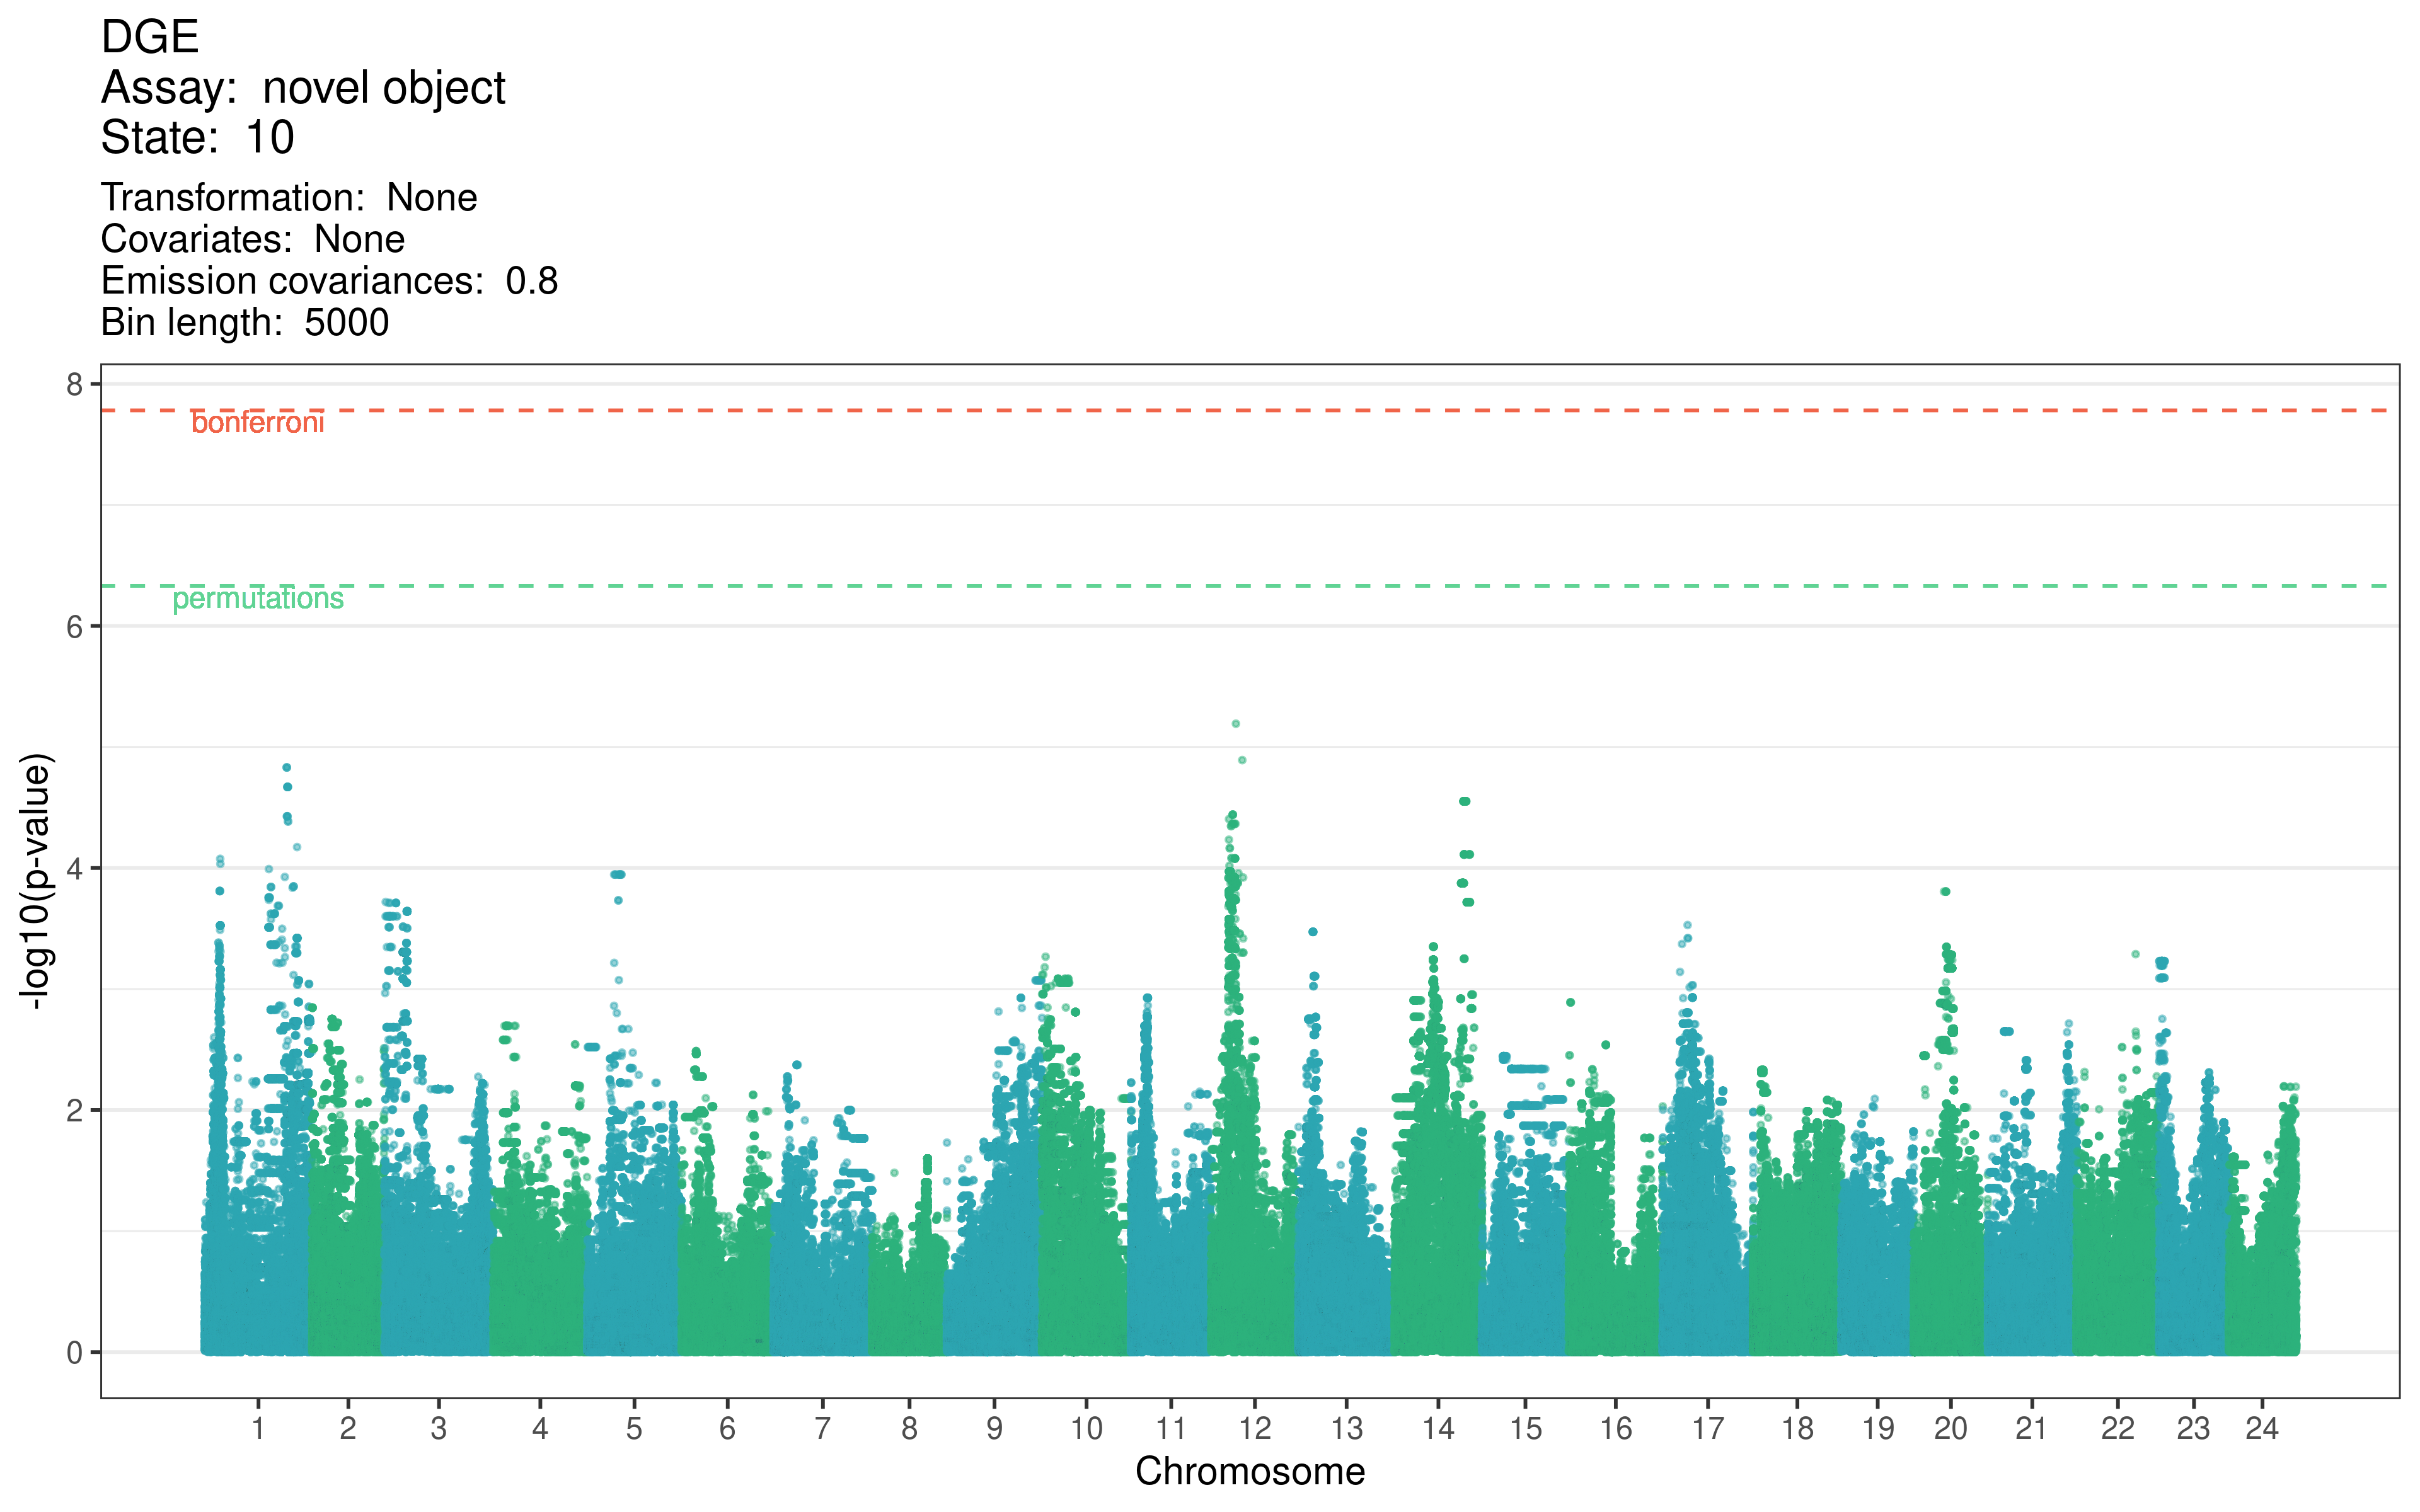 DGE
Assay:  novel object
State:  10
Transformation:  None
Covariates:  None
Emission covariances:  0.8
Bin length:  5000
8
bonferroni
permutations
6
4
2
0
-log10(p-value)
1 2 3 4 5 6 7 8 9 10 11 12 13 14 15 16 17 18 19 20 21 22 23 24
Chromosome